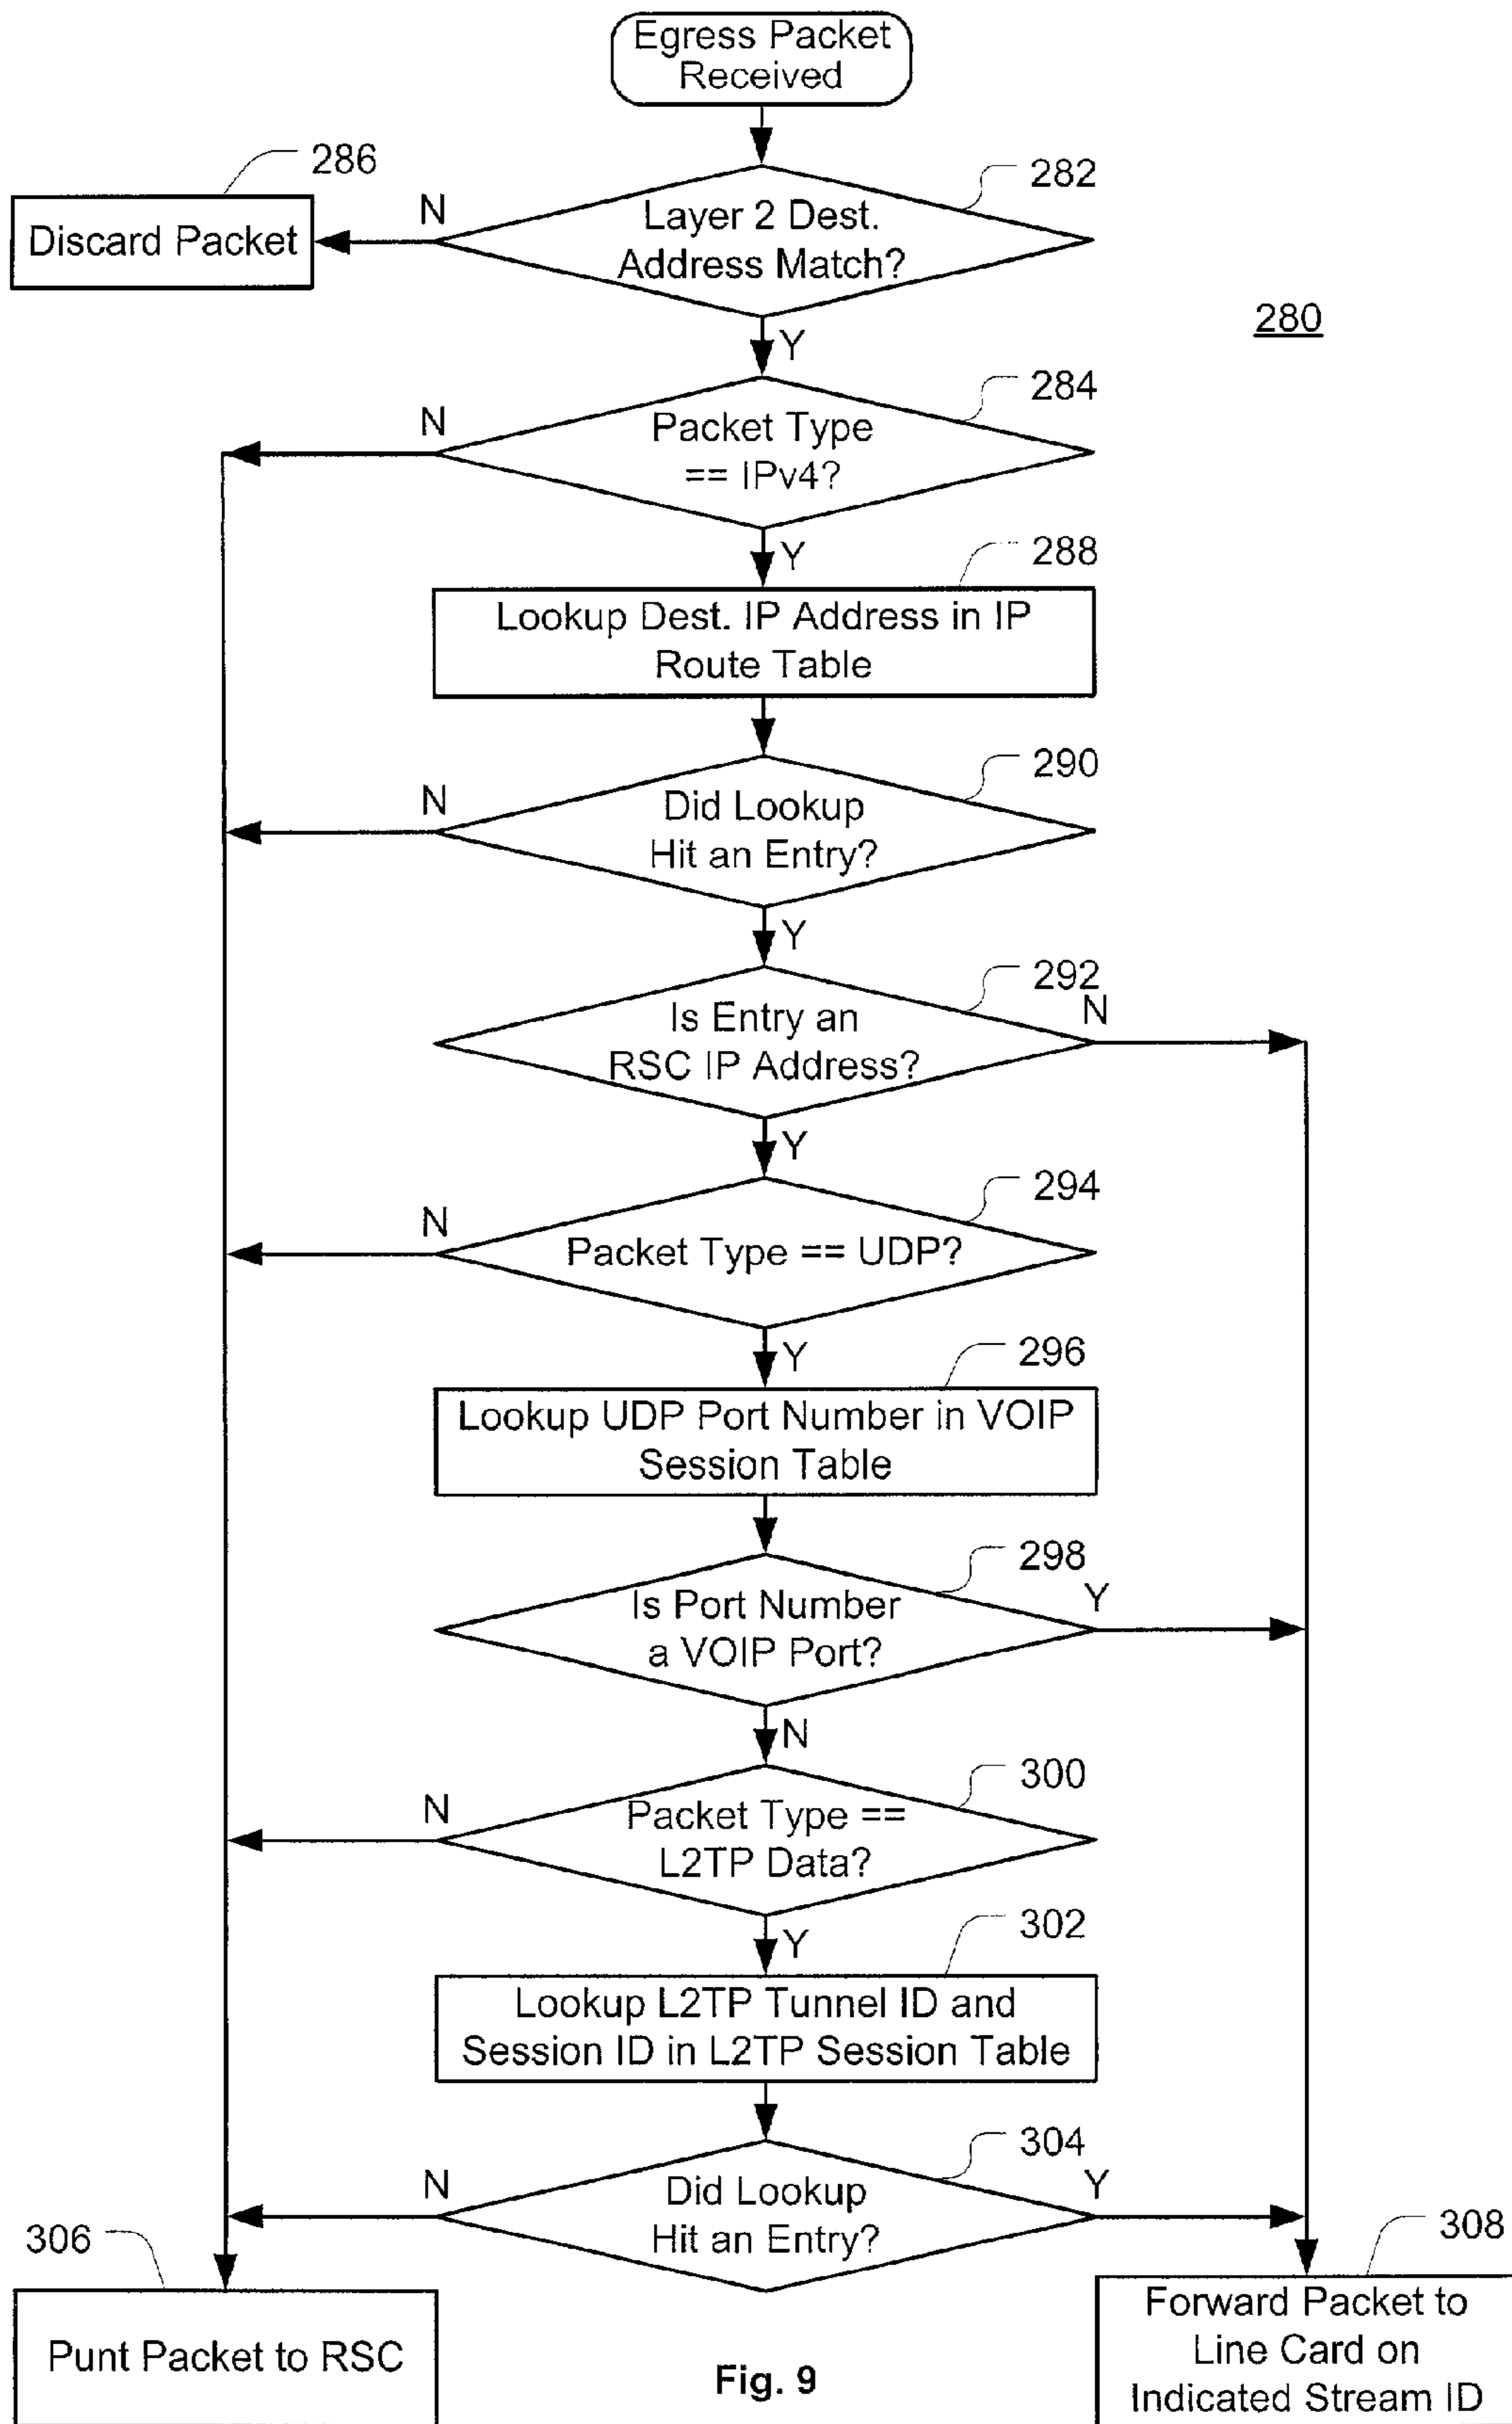 Egress Packet
Received
286
282
N
Layer 2 Dest.
Address Match?
Discard Packet
280
Y
284
N
Packet Type
== IPv4?
Y
288
Lookup Dest. IP Address in IP
Route Table
290
N
Did Lookup
Hit an Entry?
Y
292
N
Is Entry an
RSC IP Address?
Y
294
N
Packet Type == UDP?
Y
296
Lookup UDP Port Number in VOIP
Session Table
298
Y
Is Port Number
a VOIP Port?
N
300
N
Packet Type ==
L2TP Data?
Y
302
Lookup L2TP Tunnel ID and
Session ID in L2TP Session Table
304
N
Y
Did Lookup
Hit an Entry?
306
308
Punt Packet to RSC
Forward Packet to
Line Card on
Indicated Stream ID
Fig. 9